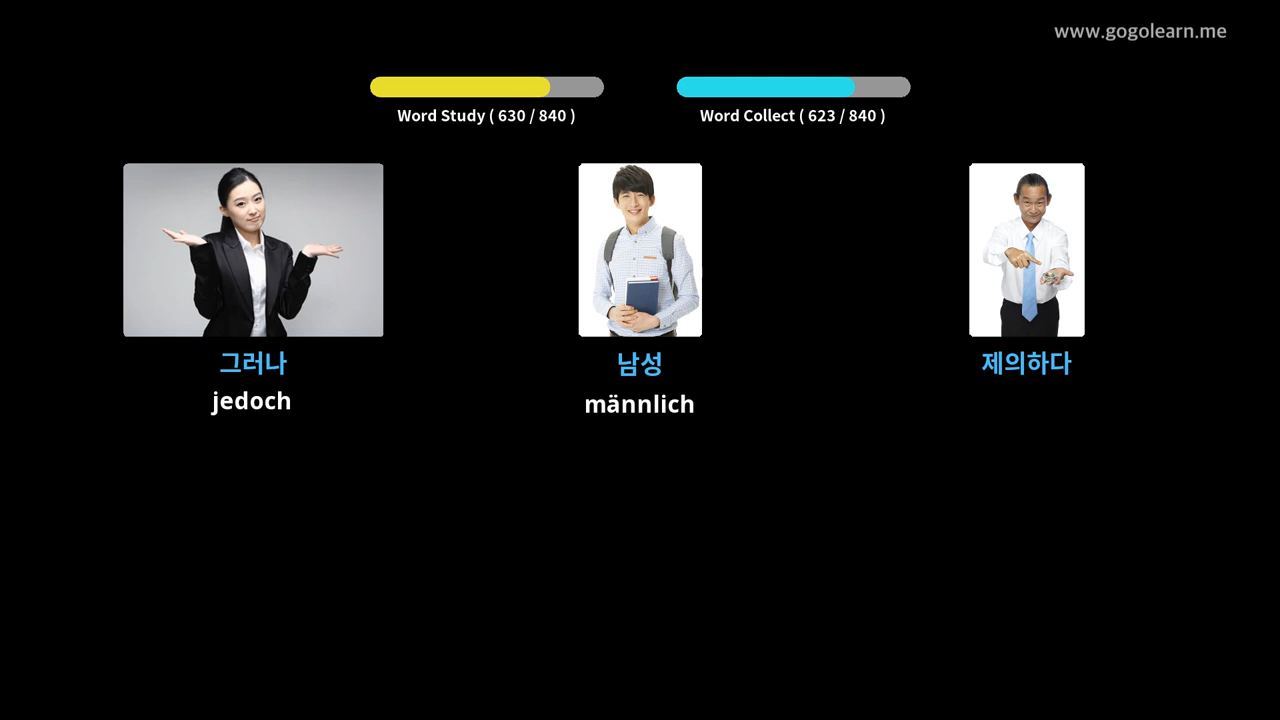 www.gogolearn.me
Word Study ( 630 / 840 )
Word Collect ( 623 / 840 )
그러나
jedoch
남성
männlich
제의하다